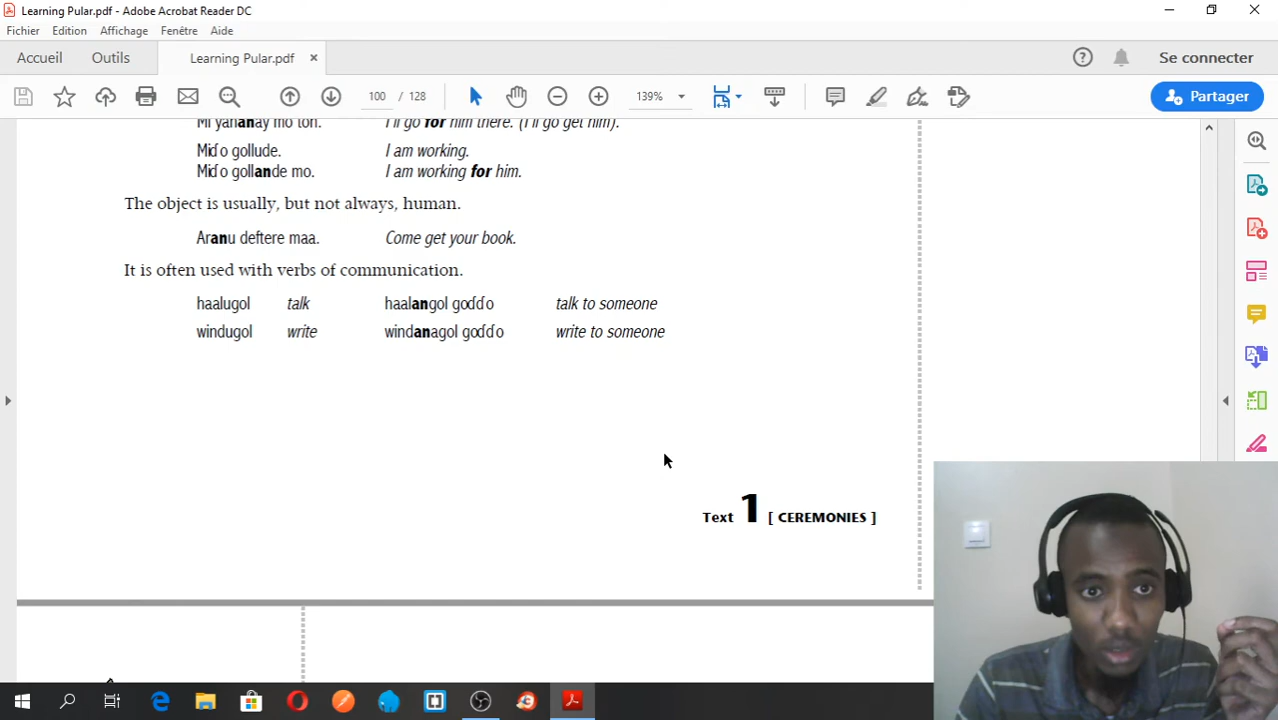 Learning Pular.pdf - Adobe Acrobat Reader DC
Fichier Edition Affichage Fenêtre Aide
Accueil Outils Learning Pular.pdf × ? Se connecter
100 / 128 139% Partager
Mi yahanay mo ton. I'll go for him there. (I'll go get him).
Miɗo gollude. I am working.
Miɗo gollande mo. I am working for him.
The object is usually, but not always, human.
Aranu deftere maa. Come get your book.
It is often used with verbs of communication.
haalugol talk haalangol goɗɗo talk to someone
windugol write windanagol goɗɗo write to someone
Text 1 [ CEREMONIES ]